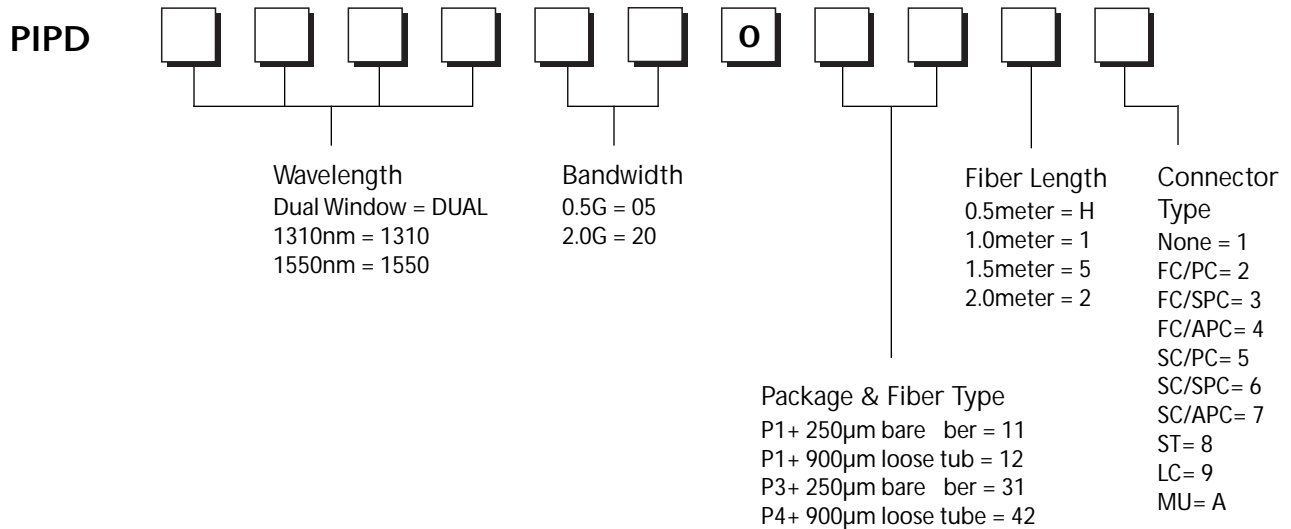 PIPD
0
Wavelength
Dual Window = DUAL
1310nm = 1310
1550nm = 1550
Bandwidth
0.5G = 05
2.0G = 20
Package & Fiber Type
P1+ 250µm bare ber = 11
P1+ 900µm loose tub = 12
P3+ 250µm bare ber = 31
P4+ 900µm loose tube = 42
Fiber Length
0.5meter = H
1.0meter = 1
1.5meter = 5
2.0meter = 2
Connector
Type
None = 1
FC/PC= 2
FC/SPC= 3
FC/APC= 4
SC/PC= 5
SC/SPC= 6
SC/APC= 7
ST= 8
LC= 9
MU= A